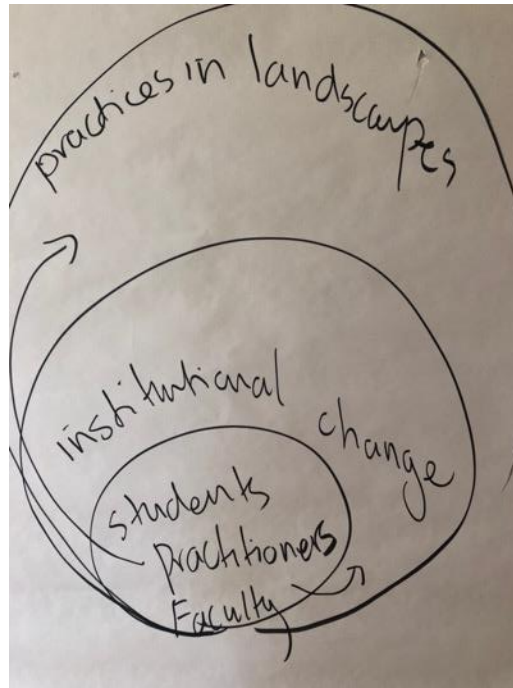 practices in landscapes
institutional change
students
practitioners
Faculty